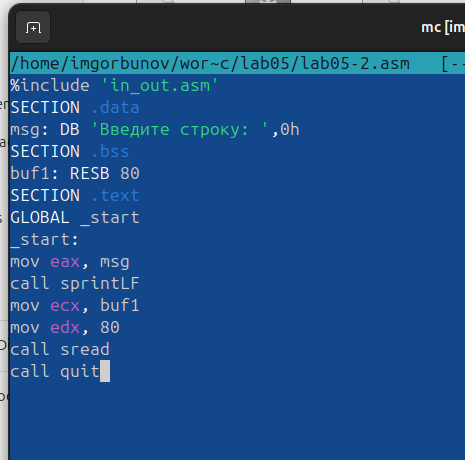 mc [im
/home/imgorbunov/wor~c/lab05/lab05-2.asm [--
%include 'in_out.asm'
SECTION .data
msg: DB 'Введите строку: ',0h
SECTION .bss
buf1: RESB 80
SECTION .text
GLOBAL _start
_start:
mov eax, msg
call sprintLF
mov ecx, buf1
mov edx, 80
call sread
call quit